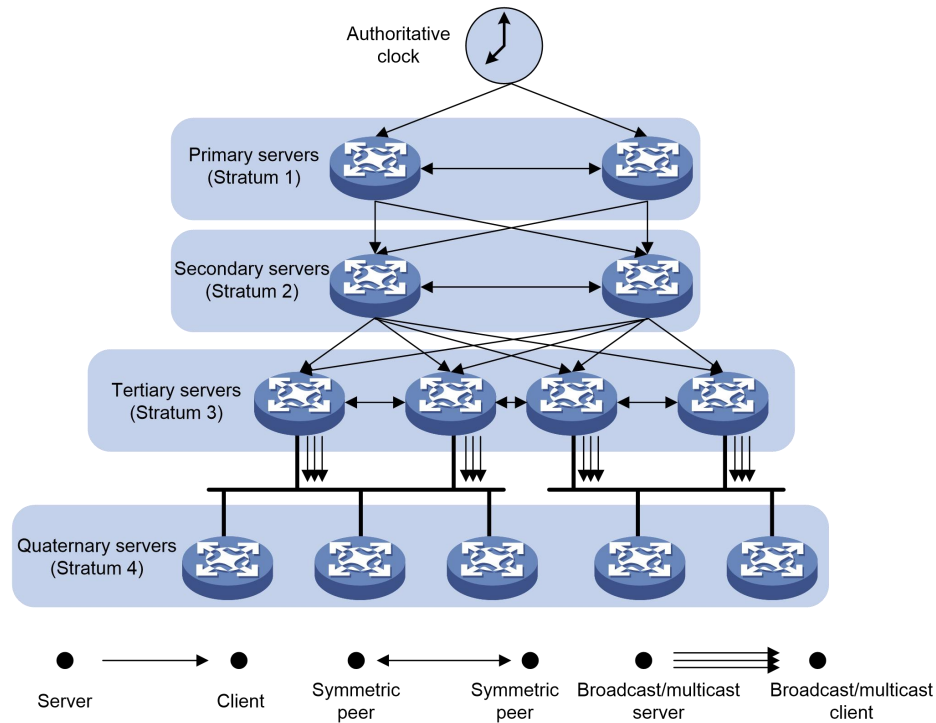 Authoritative
clock
Primary servers
(Stratum 1)
Secondary servers
(Stratum 2)
Tertiary servers
(Stratum 3)
Quaternary servers
(Stratum 4)
Server
Client
Symmetric
peer
Symmetric
peer
Broadcast/multicast
server
Broadcast/multicast
client